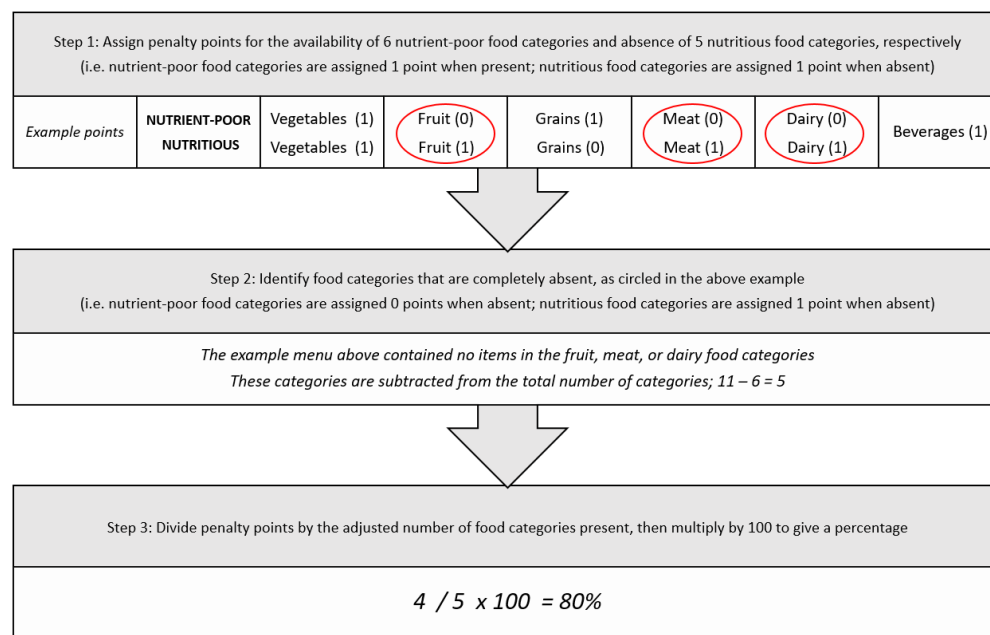 Step 1: Assign penalty points for the availability of 6 nutrient-poor food categories and absence of 5 nutritious food categories, respectively
(i.e. nutrient-poor food categories are assigned 1 point when present; nutritious food categories are assigned 1 point when absent)
Example points
NUTRIENT-POOR
NUTRITIOUS
Vegetables (1)
Vegetables (1)
Fruit (0)
Fruit (1)
Grains (1)
Grains (0)
Meat (0)
Meat (1)
Dairy (0)
Dairy (1)
Beverages (1)
Step 2: Identify food categories that are completely absent, as circled in the above example
(i.e. nutrient-poor food categories are assigned 0 points when absent; nutritious food categories are assigned 1 point when absent)
The example menu above contained no items in the fruit, meat, or dairy food categories
These categories are subtracted from the total number of categories; 11 – 6 = 5
Step 3: Divide penalty points by the adjusted number of food categories present, then multiply by 100 to give a percentage
4 / 5 x 100 = 80%